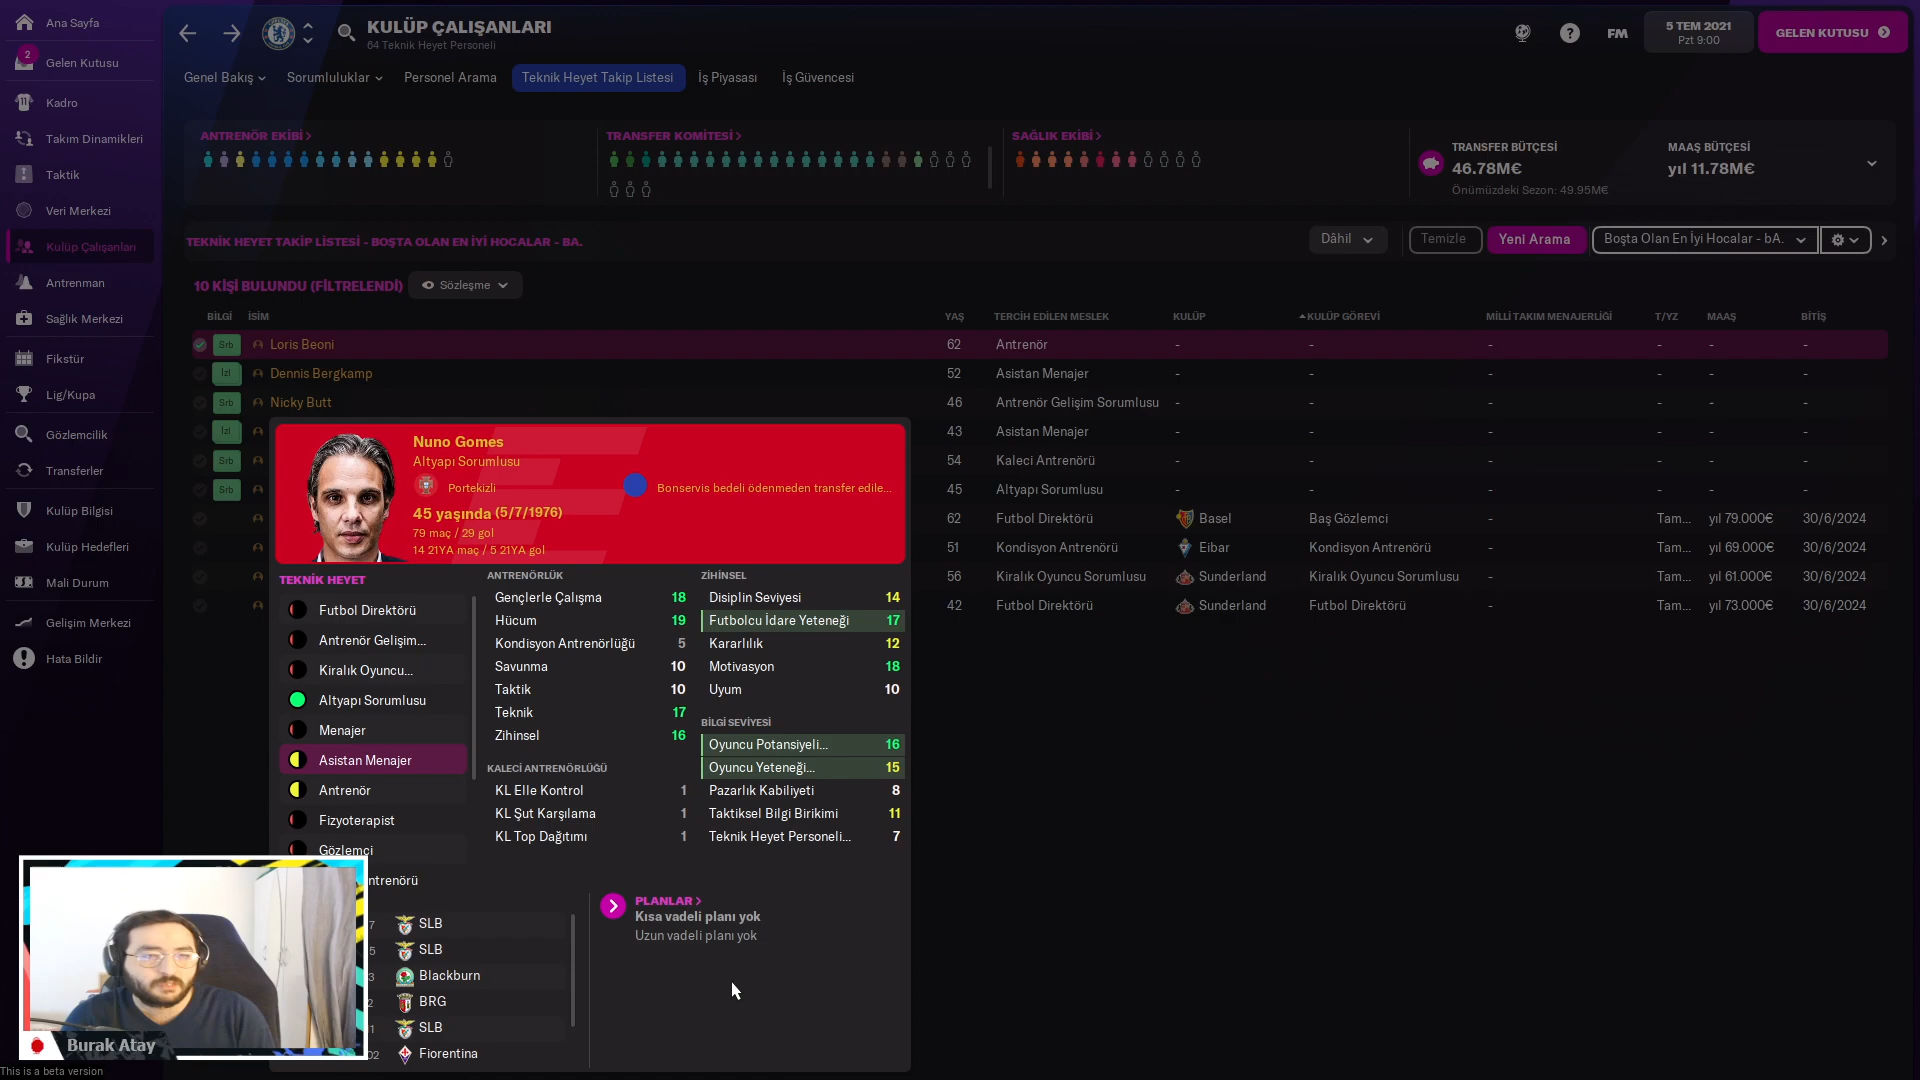 Ana Sayfa
2
Gelen Kutusu
Kadro
Takım Dinamikleri
Taktik
Veri Merkezi
Kulüp Çalışanları
Antrenman
Sağlık Merkezi
Fikstür
Lig/Kupa
Gözlemcilik
Transferler
Kulüp Bilgisi
Kulüp Hedefleri
Mali Durum
Gelişim Merkezi
Hata Bildir
KULÜP ÇALIŞANLARI
64 Teknik Heyet Personeli
FM
5 TEM 2021
Pzt 9:00
GELEN KUTUSU
Genel Bakış Sorumluluklar Personel Arama Teknik Heyet Takip Listesi İş Piyasası İş Güvencesi
ANTRENÖR EKİBİ>
TRANSFER KOMİTESİ>
SAĞLIK EKİBİ>
TRANSFER BÜTÇESİ
46.78M€
Önümüzdeki Sezon: 49.95M€
MAAŞ BÜTÇESİ
yıl 11.78M€
TEKNİK HEYET TAKİP LİSTESİ - BOŞTA OLAN EN İYİ HOCALAR - BA.
Dâhil Temizle Yeni Arama Boşta Olan En İyi Hocalar - bA.
10 KİŞİ BULUNDU (FİLTRELENDİ) Sözleşme
BİLGİ İSİM YAŞ TERCİH EDİLEN MESLEK KULÜP KULÜP GÖREVİ MİLLİ TAKIM MENAJERLİĞİ T/YZ MAAŞ BİTİŞ
Srb Loris Beoni 62 Antrenör - - - - - -
İzl Dennis Bergkamp 52 Asistan Menajer - - - - - -
Srb Nicky Butt 46 Antrenör Gelişim Sorumlusu - - - - - -
İzl 43 Asistan Menajer - - - - - -
Srb 54 Kaleci Antrenörü - - - - - -
Srb 45 Altyapı Sorumlusu - - - - - -
62 Futbol Direktörü Basel Baş Gözlemci - Tam... yıl 79.000€ 30/6/2024
51 Kondisyon Antrenörü Eibar Kondisyon Antrenörü - Tam... yıl 69.000€ 30/6/2024
56 Kiralık Oyuncu Sorumlusu Sunderland Kiralık Oyuncu Sorumlusu - Tam... yıl 61.000€ 30/6/2024
42 Futbol Direktörü Sunderland Futbol Direktörü - Tam... yıl 73.000€ 30/6/2024
Nuno Gomes
Altyapı Sorumlusu
Portekizli
Bonservis bedeli ödenmeden transfer edile...
45 yaşında (5/7/1976)
79 maç / 29 gol
14 21YA maç / 5 21YA gol
TEKNİK HEYET
Futbol Direktörü
Antrenör Gelişim...
Kiralık Oyuncu...
Altyapı Sorumlusu
Menajer
Asistan Menajer
Antrenör
Fizyoterapist
Gözlemci
ntrenörü
ANTRENÖRLÜK
Gençlerle Çalışma 18
Hücum 19
Kondisyon Antrenörlüğü 5
Savunma 10
Taktik 10
Teknik 17
Zihinsel 16
KALECİ ANTRENÖRLÜĞÜ
KL Elle Kontrol 1
KL Şut Karşılama 1
KL Top Dağıtımı 1
ZİHİNSEL
Disiplin Seviyesi 14
Futbolcu İdare Yeteneği 17
Kararlılık 12
Motivasyon 18
Uyum 10
BİLGİ SEVİYESİ
Oyuncu Potansiyeli... 16
Oyuncu Yeteneği... 15
Pazarlık Kabiliyeti 8
Taktiksel Bilgi Birikimi 11
Teknik Heyet Personeli... 7
7 SLB
5 SLB
3 Blackburn
2 BRG
1 SLB
02 Fiorentina
PLANLAR >
Kısa vadeli planı yok
Uzun vadeli planı yok
Burak Atay
This is a beta version